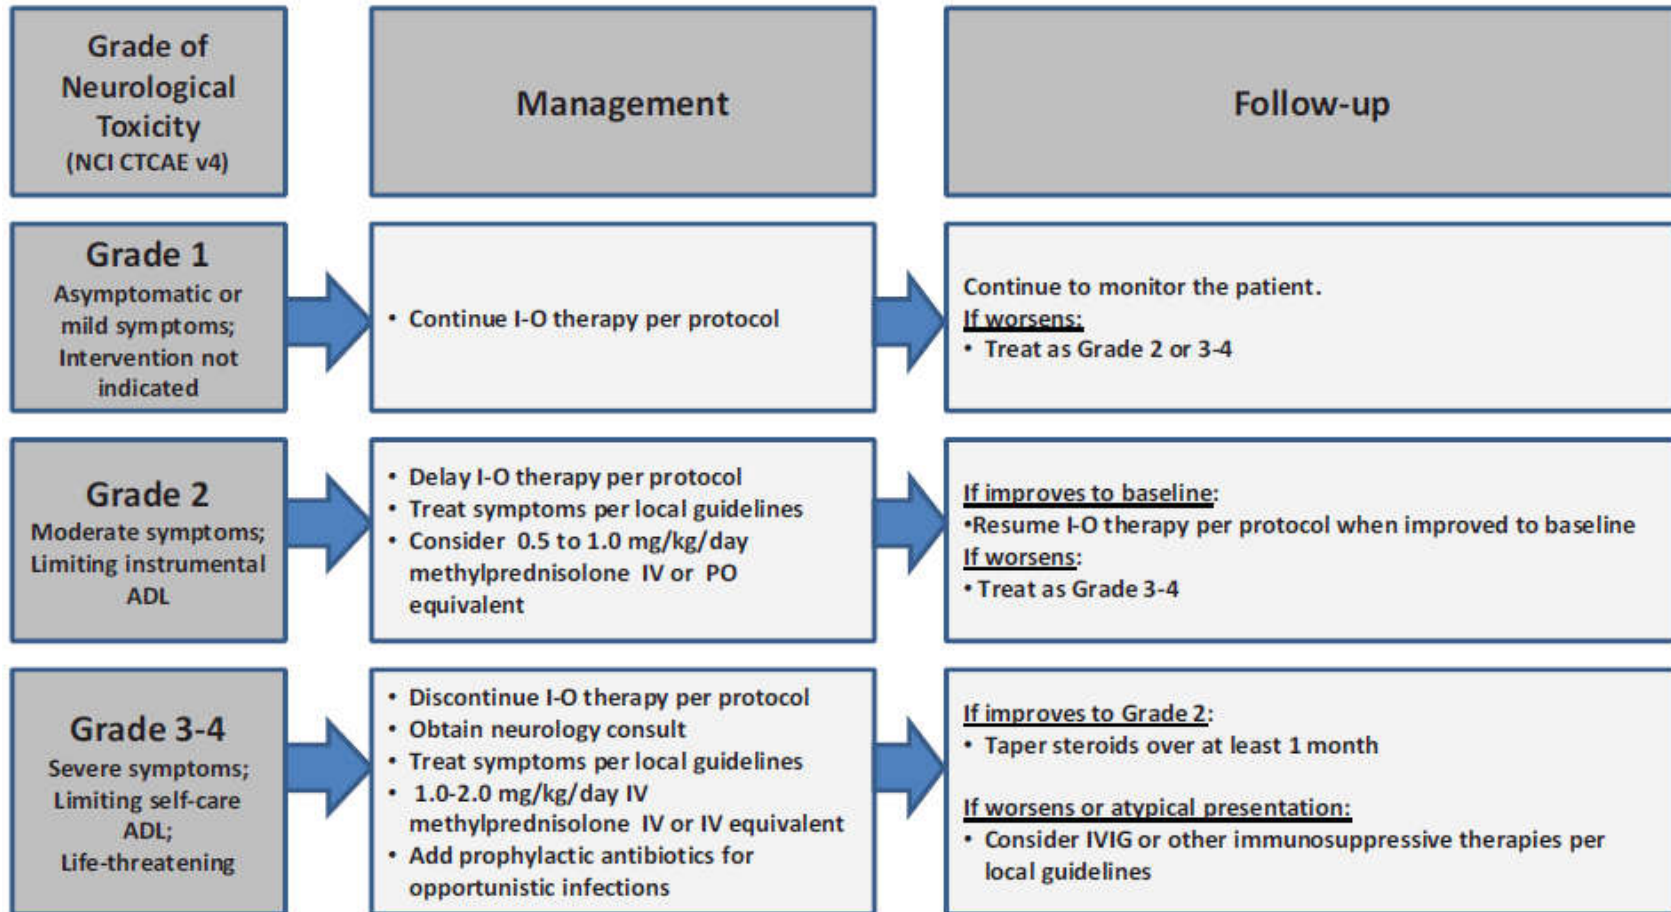 Grade of
Neurological
Toxicity
(NCI CTCAE v4)
Management
Follow-up
Grade 1
Asymptomatic or
mild symptoms;
Intervention not
indicated
• Continue I-O therapy per protocol
Continue to monitor the patient.
If worsens:
• Treat as Grade 2 or 3-4
Grade 2
Moderate symptoms;
Limiting instrumental
ADL
• Delay I-O therapy per protocol
• Treat symptoms per local guidelines
• Consider 0.5 to 1.0 mg/kg/day
methylprednisolone IV or PO
equivalent
If improves to baseline:
•Resume I-O therapy per protocol when improved to baseline
If worsens:
• Treat as Grade 3-4
Grade 3-4
Severe symptoms;
Limiting self-care
ADL;
Life-threatening
• Discontinue I-O therapy per protocol
• Obtain neurology consult
• Treat symptoms per local guidelines
• 1.0-2.0 mg/kg/day IV
methylprednisolone IV or IV equivalent
• Add prophylactic antibiotics for
opportunistic infections
If improves to Grade 2:
• Taper steroids over at least 1 month
If worsens or atypical presentation:
• Consider IVIG or other immunosuppressive therapies per
local guidelines